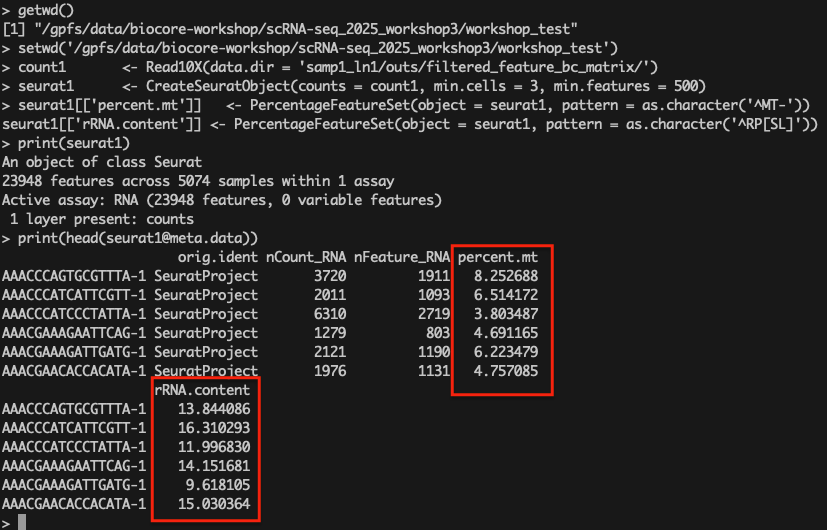 > getwd()
[1] "/gpfs/data/biocore-workshop/scRNA-seq_2025_workshop3/workshop_test"
> setwd('/gpfs/data/biocore-workshop/scRNA-seq_2025_workshop3/workshop_test')
> count1       <- Read10X(data.dir = 'samp1_ln1/outs/filtered_feature_bc_matrix/')
> seurat1      <- CreateSeuratObject(counts = count1, min.cells = 3, min.features = 500)
> seurat1[['percent.mt']]   <- PercentageFeatureSet(object = seurat1, pattern = as.character('^MT-'))
seurat1[['rRNA.content']] <- PercentageFeatureSet(object = seurat1, pattern = as.character('^RP[SL]'))
> print(seurat1)
An object of class Seurat
23948 features across 5074 samples within 1 assay
Active assay: RNA (23948 features, 0 variable features)
 1 layer present: counts
> print(head(seurat1@meta.data))
                      orig.ident nCount_RNA nFeature_RNA percent.mt
AAACCCAGTGCGTTTA-1 SeuratProject       3720         1911   8.252688
AAACCCATCATTCGTT-1 SeuratProject       2011         1093   6.514172
AAACCCATCCCTATTA-1 SeuratProject       6310         2719   3.803487
AAACGAAAGAATTCAG-1 SeuratProject       1279          803   4.691165
AAACGAAAGATTGATG-1 SeuratProject       2121         1190   6.223479
AAACGAACACCACATA-1 SeuratProject       1976         1131   4.757085
                   rRNA.content
AAACCCAGTGCGTTTA-1    13.844086
AAACCCATCATTCGTT-1    16.310293
AAACCCATCCCTATTA-1    11.996830
AAACGAAAGAATTCAG-1    14.151681
AAACGAAAGATTGATG-1     9.618105
AAACGAACACCACATA-1    15.030364
>